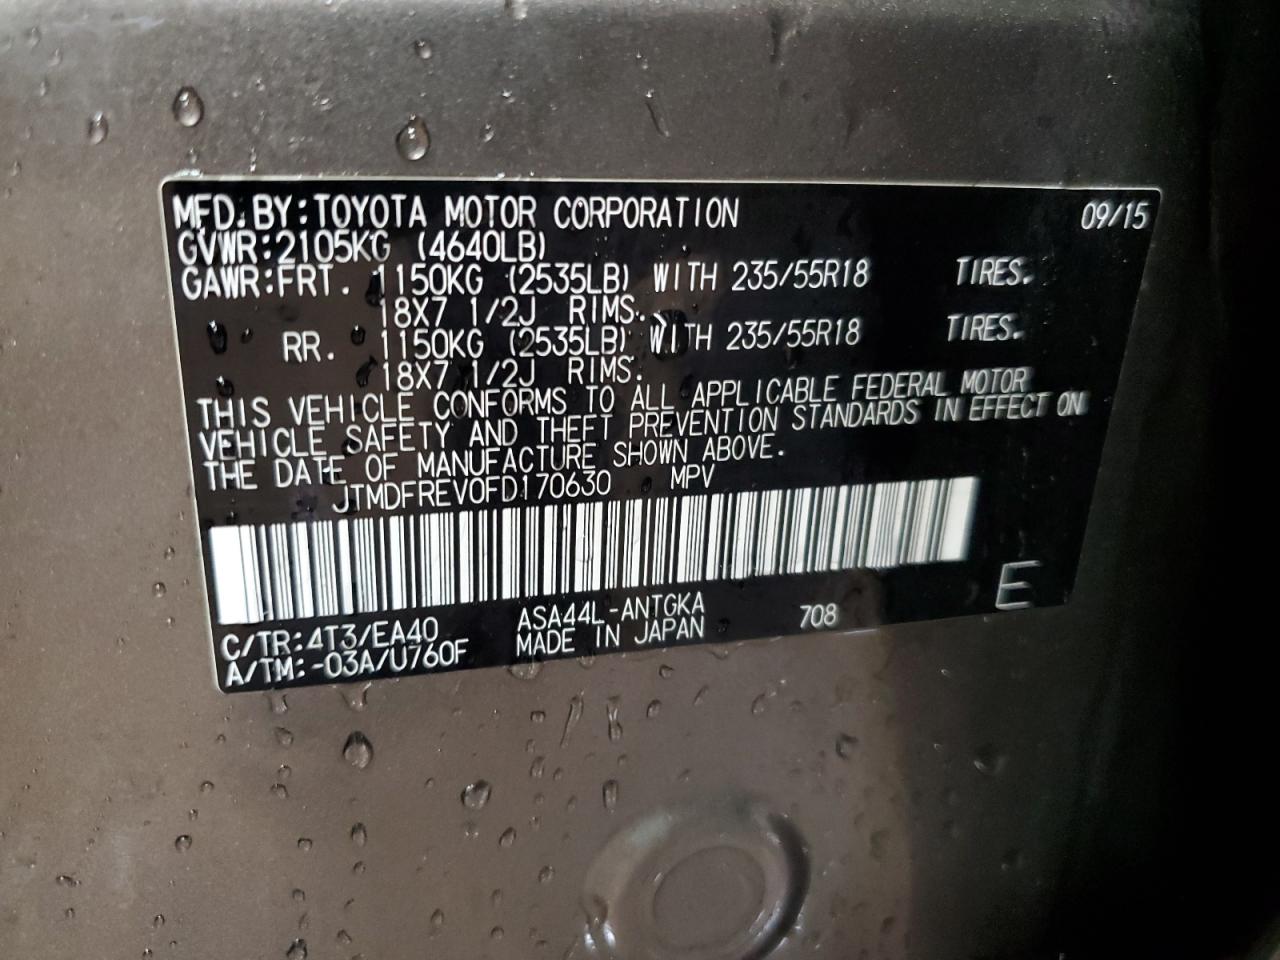 MFD. BY: TOYOTA MOTOR CORPORATION 09/15
GVWR: 2105KG (4640LB)
GAWR: FRT. 1150KG (2535LB) WITH 235/55R18 TIRES.
18X7 1/2J RIMS.
RR. 1150KG (2535LB) WITH 235/55R18 TIRES.
18X7 1/2J RIMS.
THIS VEHICLE CONFORMS TO ALL APPLICABLE FEDERAL MOTOR
VEHICLE SAFETY AND THEFT PREVENTION STANDARDS IN EFFECT ON
THE DATE OF MANUFACTURE SHOWN ABOVE.
JTMDFREV0FD170630 MPV
E
C/TR: 4T3/EA40 ASA44L-ANTGKA 708
A/TM: -03A/U760F MADE IN JAPAN